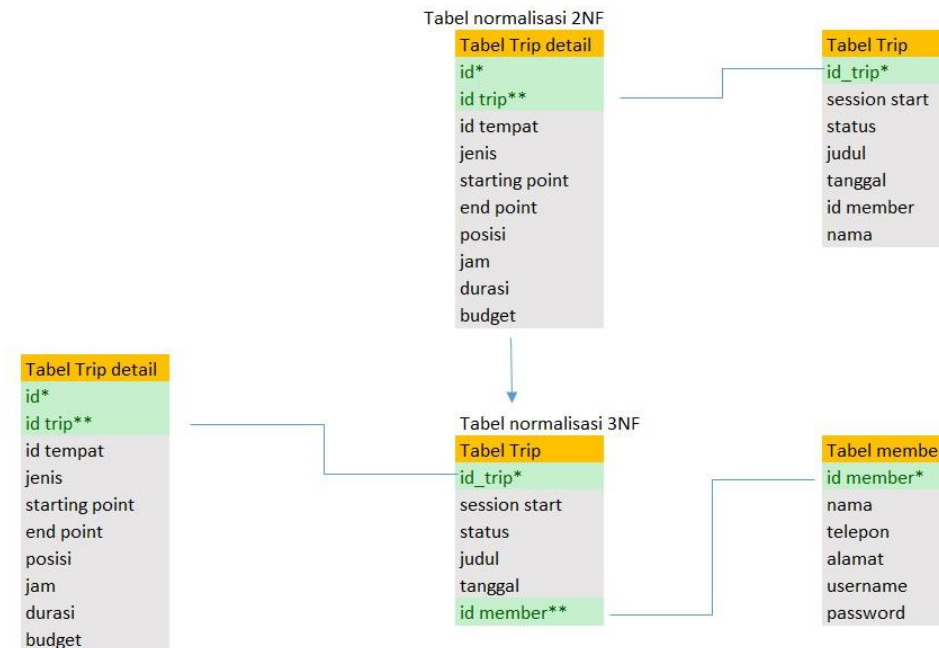 Tabel normalisasi 2NF
Tabel Trip detail
id*
id trip**
id tempat
jenis
starting point
end point
posisi
jam
durasi
budget
Tabel Trip
id_trip*
session start
status
judul
tanggal
id member
nama
Tabel Trip detail
id*
id trip**
id tempat
jenis
starting point
end point
posisi
jam
durasi
budget
Tabel normalisasi 3NF
Tabel Trip
id_trip*
session start
status
judul
tanggal
id member**
Tabel membe
id member*
nama
telepon
alamat
username
password